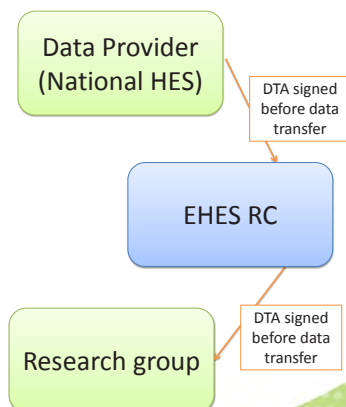 Data Provider
(National HES)
DTA signed
before data
transfer
EHES RC
DTA signed
before data
transfer
Research group